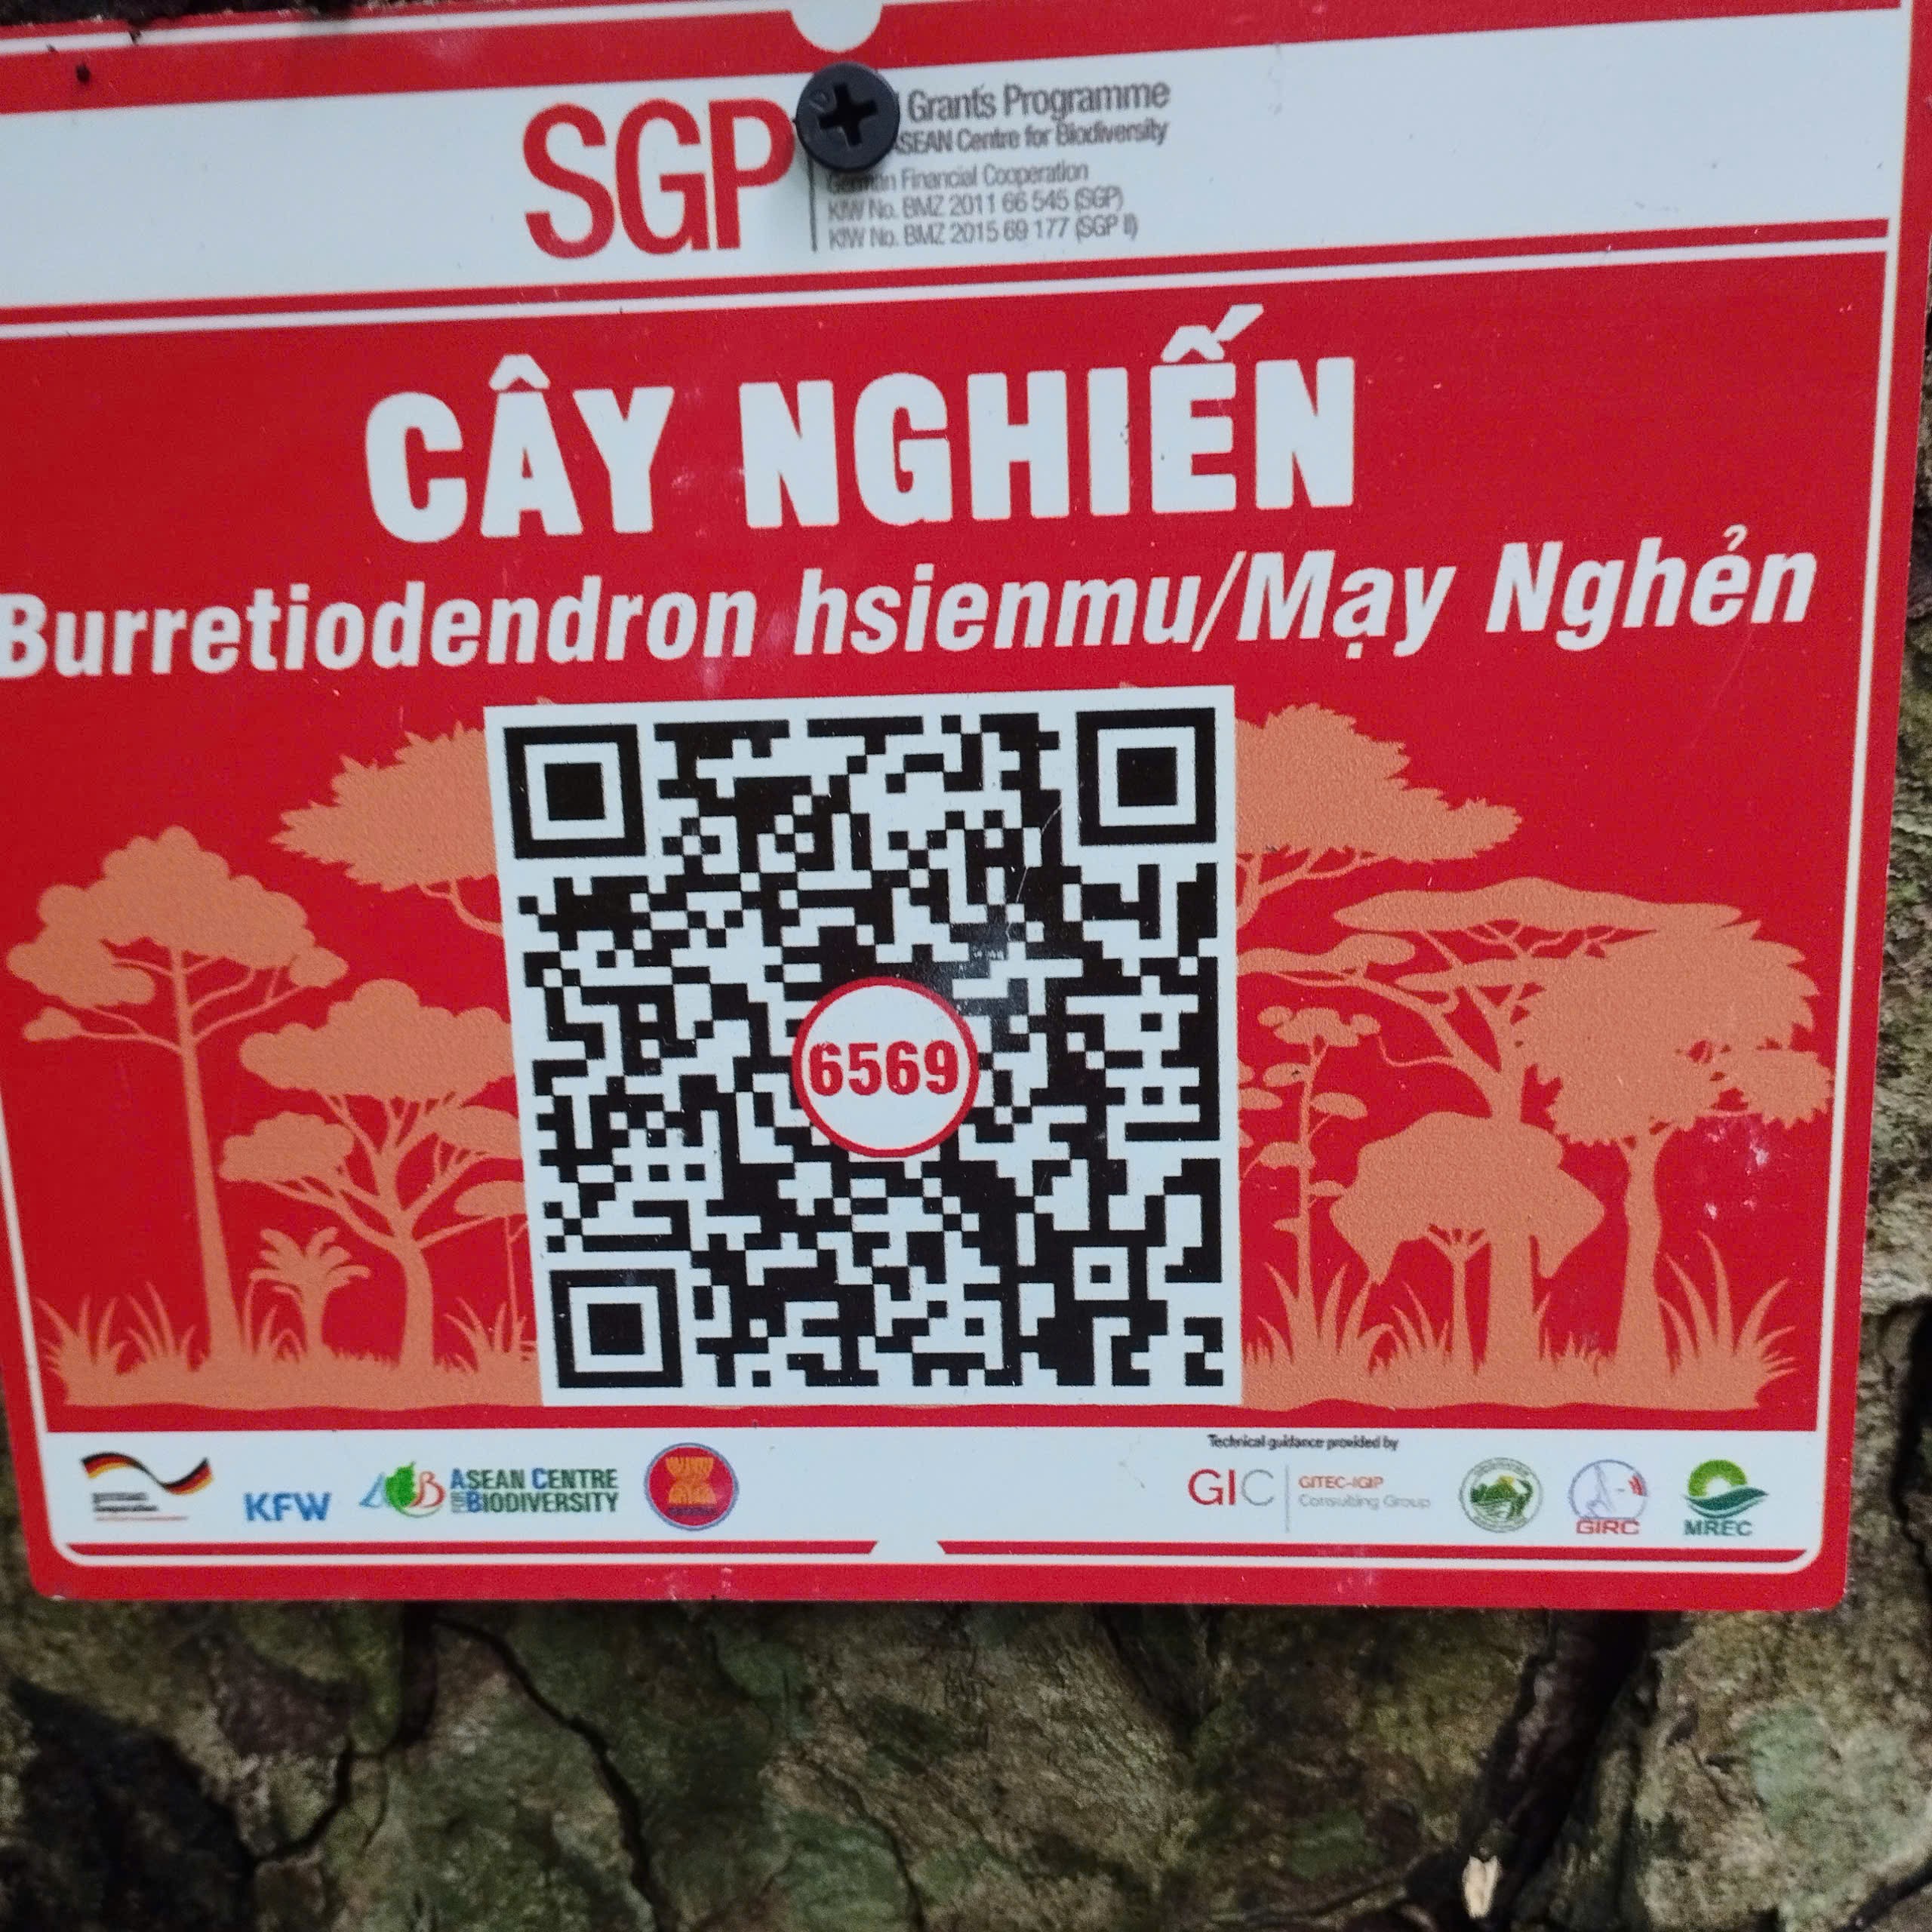 SGP
Grants Programme
ASEAN Centre for Biodiversity
German Financial Cooperation
KfW No. BMZ 2011 66 545 (SGP)
KfW No. BMZ 2015 69 177 (SGP II)
CÂY NGHIẾN
Burretiodendron hsienmu/Mạy Nghẻn
6569
KFW
ACB
ASEAN CENTRE
FOR BIODIVERSITY
Technical guidance provided by
GIC
GITEC-IGIP
Consulting Group
GIRC
MREC